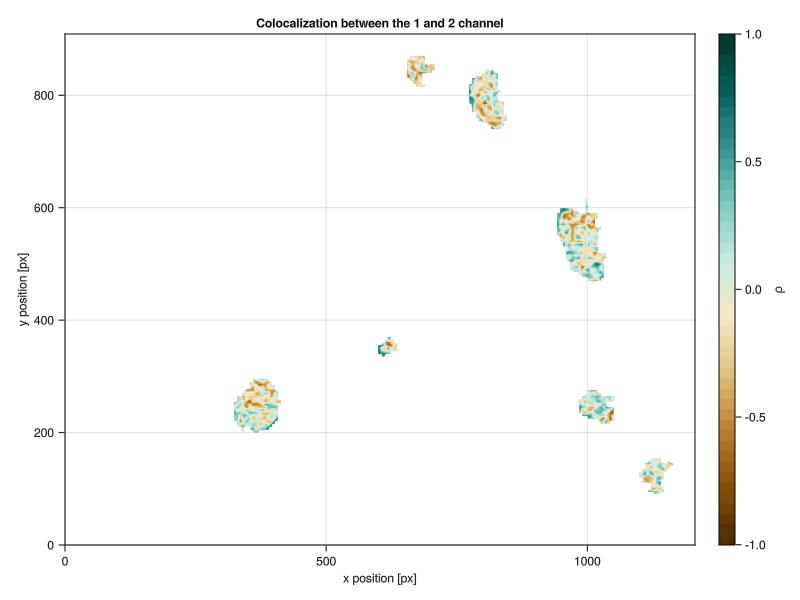 Colocalization between the 1 and 2 channel
1.0
0.5
0.0
-0.5
-1.0
ρ
800
600
400
200
0
y position [px]
0 500 1000
x position [px]